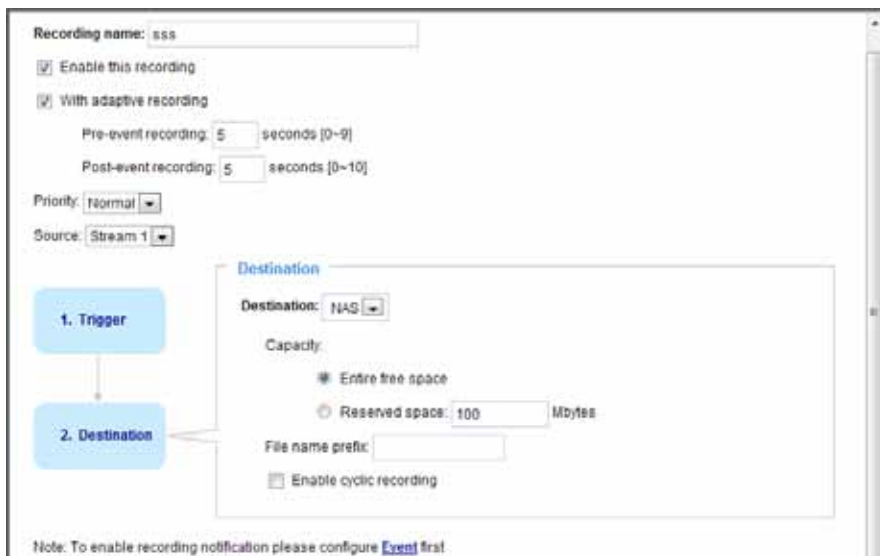 Recording name: sss
Enable this recording
With adaptive recording
Pre-event recording: 5 seconds [0~9]
Post-event recording: 5 seconds [0~10]
Priority: Normal
Source: Stream 1
Destination
1. Trigger
Destination: NAS
Capacity:
Entire free space
Reserved space: 100 Mbytes
2. Destination
File name prefix:
Enable cyclic recording
Note: To enable recording notification please configure Event first